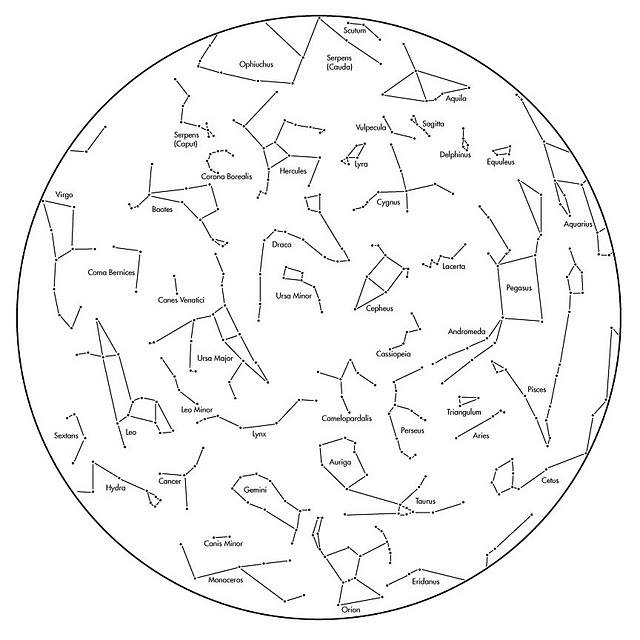 Scutum
Ophiuchus
Serpens
(Cauda)
Aquila
Vulpecula
Sagitta
Serpens
(Caput)
Delphinus
Equuleus
Lyra
Corona Borealis
Hercules
Virgo
Bootes
Cygnus
Aquarius
Draco
Coma Bernices
Lacerta
Canes Venatici
Ursa Minor
Cepheus
Pegasus
Andromeda
Cassiopeia
Ursa Major
Pisces
Leo Minor
Triangulum
Camelopardalis
Perseus
Aries
Sextans
Leo
Lynx
Auriga
Hydra
Cancer
Gemini
Taurus
Cetus
Canis Minor
Monoceros
Eridanus
Orion